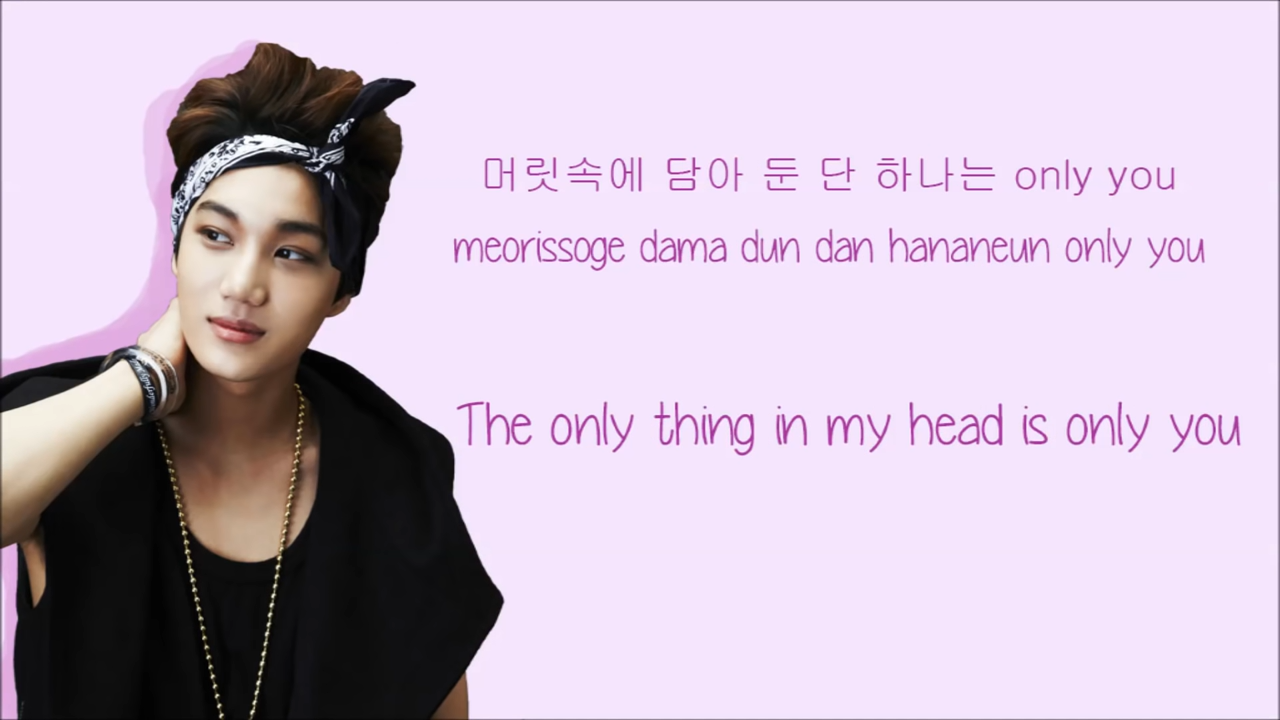 머릿속에 담아 둔 단 하나는 only you
meorissoge dama dun dan hananeun only you
The only thing in my head is only you